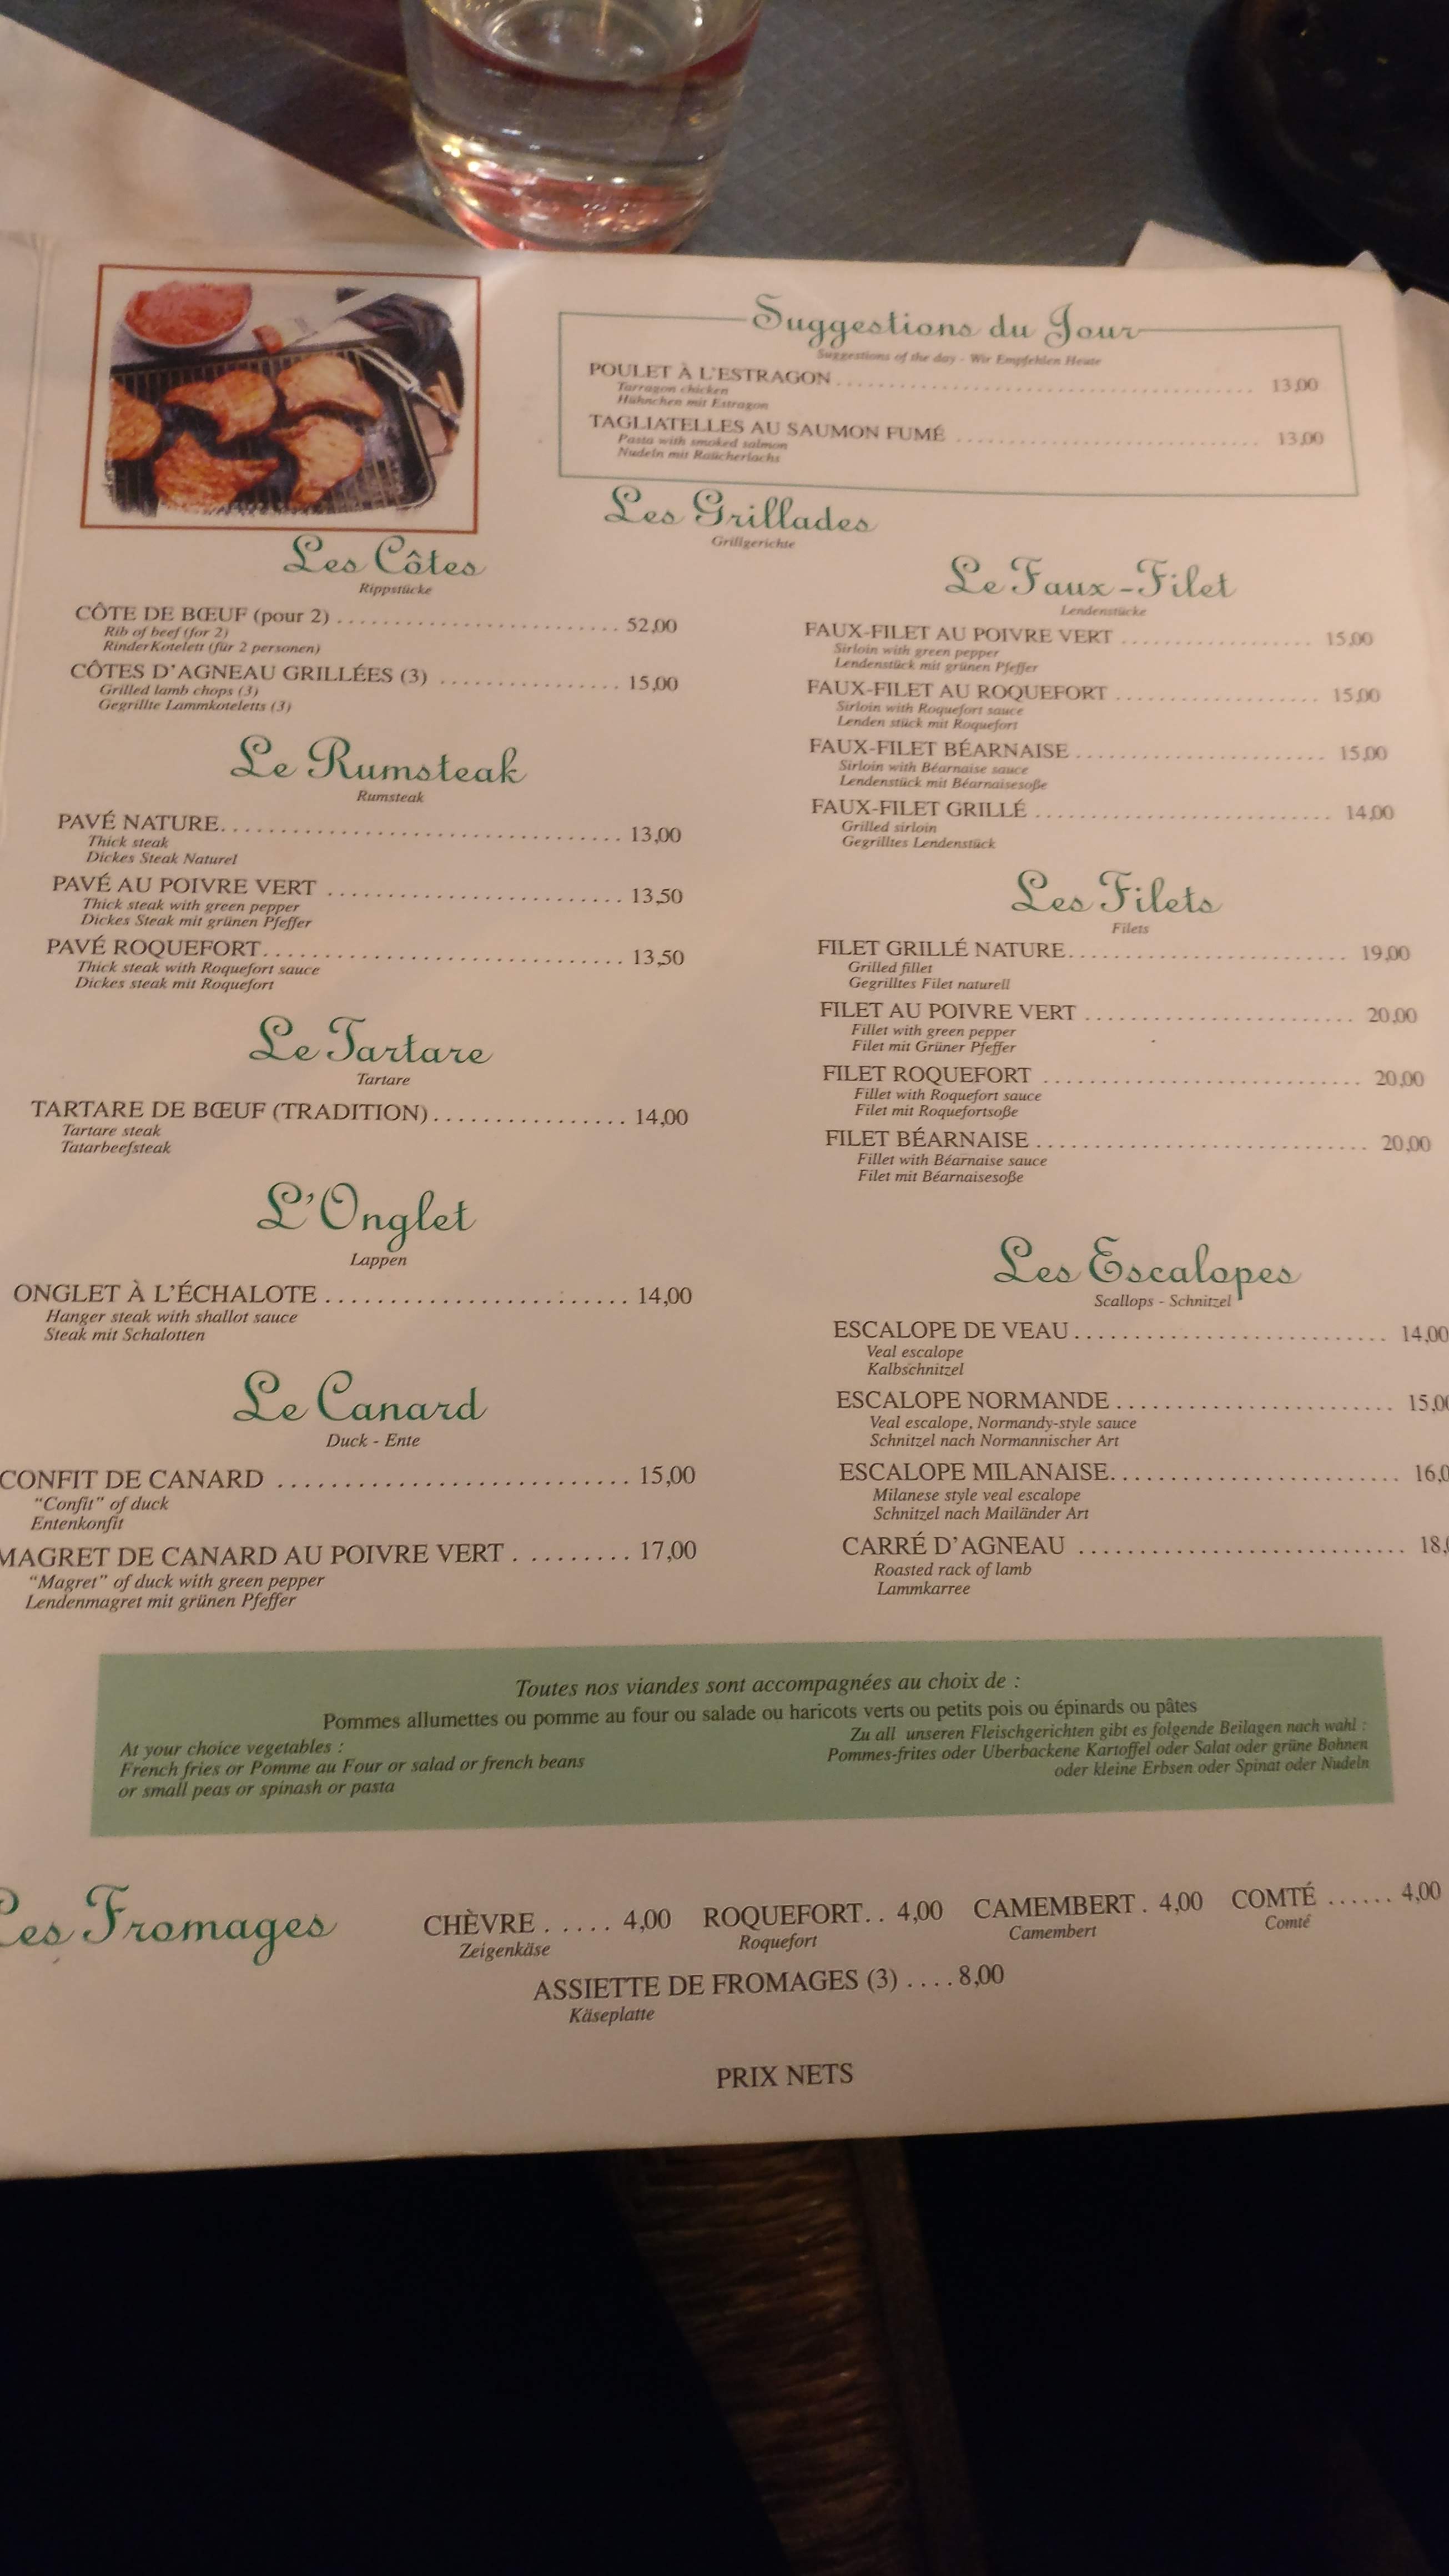 Suggestions du Jour
Suggestions of the day - Wir Empfehlen Heute
POULET À L'ESTRAGON 13,00
Tarragon chicken
Hühnchen mit Estragon
TAGLIATELLES AU SAUMON FUMÉ 13,00
Pasta with smoked salmon
Nudeln mit Raücherlachs
Les Grillades
Grillgerichte
Les Côtes
Rippstücke
CÔTE DE BŒUF (pour 2) 52,00
Rib of beef (for 2)
RinderKotelett (für 2 personen)
CÔTES D'AGNEAU GRILLÉES (3) 15,00
Grilled lamb chops (3)
Gegrillte Lammkoteletts (3)
Le Rumsteak
Rumsteak
PAVÉ NATURE 13,00
Thick steak
Dickes Steak Naturel
PAVÉ AU POIVRE VERT 13,50
Thick steak with green pepper
Dickes Steak mit grünen Pfeffer
PAVÉ ROQUEFORT 13,50
Thick steak with Roquefort sauce
Dickes steak mit Roquefort
Le Tartare
Tartare
TARTARE DE BŒUF (TRADITION) 14,00
Tartare steak
Tatarbeefsteak
L'Onglet
Lappen
ONGLET À L'ÉCHALOTE 14,00
Hanger steak with shallot sauce
Steak mit Schalotten
Le Canard
Duck - Ente
CONFIT DE CANARD 15,00
"Confit" of duck
Entenkonfit
MAGRET DE CANARD AU POIVRE VERT 17,00
"Magret" of duck with green pepper
Lendenmagret mit grünen Pfeffer
Le Faux-Filet
Lendenstücke
FAUX-FILET AU POIVRE VERT 15,00
Sirloin with green pepper
Lendenstück mit grünen Pfeffer
FAUX-FILET AU ROQUEFORT 15,00
Sirloin with Roquefort sauce
Lenden stück mit Roquefort
FAUX-FILET BÉARNAISE 15,00
Sirloin with Béarnaise sauce
Lendenstück mit Béarnaisesoße
FAUX-FILET GRILLÉ 14,00
Grilled sirloin
Gegrilltes Lendenstück
Les Filets
Filets
FILET GRILLÉ NATURE 19,00
Grilled fillet
Gegrilltes Filet naturell
FILET AU POIVRE VERT 20,00
Fillet with green pepper
Filet mit Grüner Pfeffer
FILET ROQUEFORT 20,00
Fillet with Roquefort sauce
Filet mit Roquefortsoße
FILET BÉARNAISE 20,00
Fillet with Béarnaise sauce
Filet mit Béarnaisesoße
Les Escalopes
Scallops - Schnitzel
ESCALOPE DE VEAU 14,00
Veal escalope
Kalbschnitzel
ESCALOPE NORMANDE 15,00
Veal escalope, Normandy-style sauce
Schnitzel nach Normannischer Art
ESCALOPE MILANAISE 16,0
Milanese style veal escalope
Schnitzel nach Mailänder Art
CARRÉ D'AGNEAU 18,
Roasted rack of lamb
Lammkarree
Toutes nos viandes sont accompagnées au choix de :
Pommes allumettes ou pomme au four ou salade ou haricots verts ou petits pois ou épinards ou pâtes
At your choice vegetables :
French fries or Pomme au Four or salad or french beans
or small peas or spinash or pasta
Zu all unseren Fleischgerichten gibt es folgende Beilagen nach wahl :
Pommes-frites oder Uberbackene Kartoffel oder Salat oder grüne Bohnen
oder kleine Erbsen oder Spinat oder Nudeln
Les Fromages
CHÈVRE 4,00 ROQUEFORT 4,00 CAMEMBERT 4,00 COMTÉ 4,00
Zeigenkäse Roquefort Camembert Comté
ASSIETTE DE FROMAGES (3) 8,00
Käseplatte
PRIX NETS